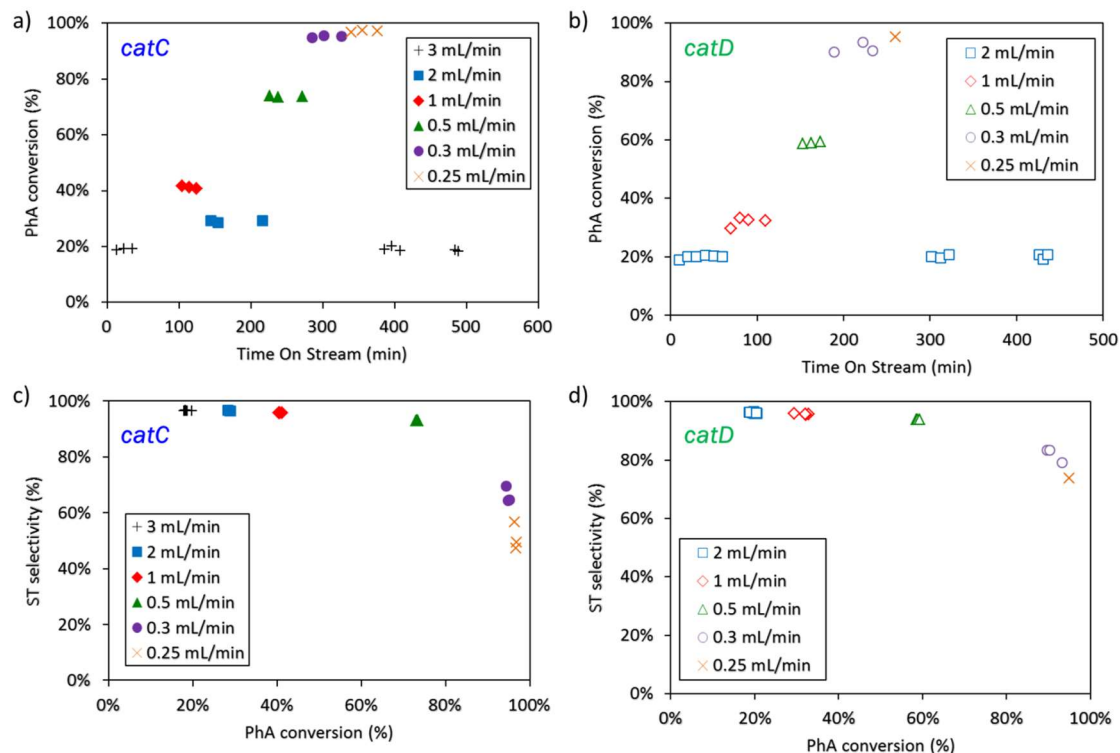 a)
catC
100%
80%
60%
40%
20%
0%
PhA conversion (%)
3 mL/min
2 mL/min
1 mL/min
0.5 mL/min
0.3 mL/min
0.25 mL/min
0 100 200 300 400 500 600
Time On Stream (min)
b)
catD
100%
80%
60%
40%
20%
0%
PhA conversion (%)
2 mL/min
1 mL/min
0.5 mL/min
0.3 mL/min
0.25 mL/min
0 100 200 300 400 500
Time On Stream (min)
c)
catC
100%
80%
60%
40%
20%
0%
ST selectivity (%)
3 mL/min
2 mL/min
1 mL/min
0.5 mL/min
0.3 mL/min
0.25 mL/min
0% 20% 40% 60% 80% 100%
PhA conversion (%)
d)
catD
100%
80%
60%
40%
20%
0%
ST selectivity (%)
2 mL/min
1 mL/min
0.5 mL/min
0.3 mL/min
0.25 mL/min
0% 20% 40% 60% 80% 100%
PhA conversion (%)